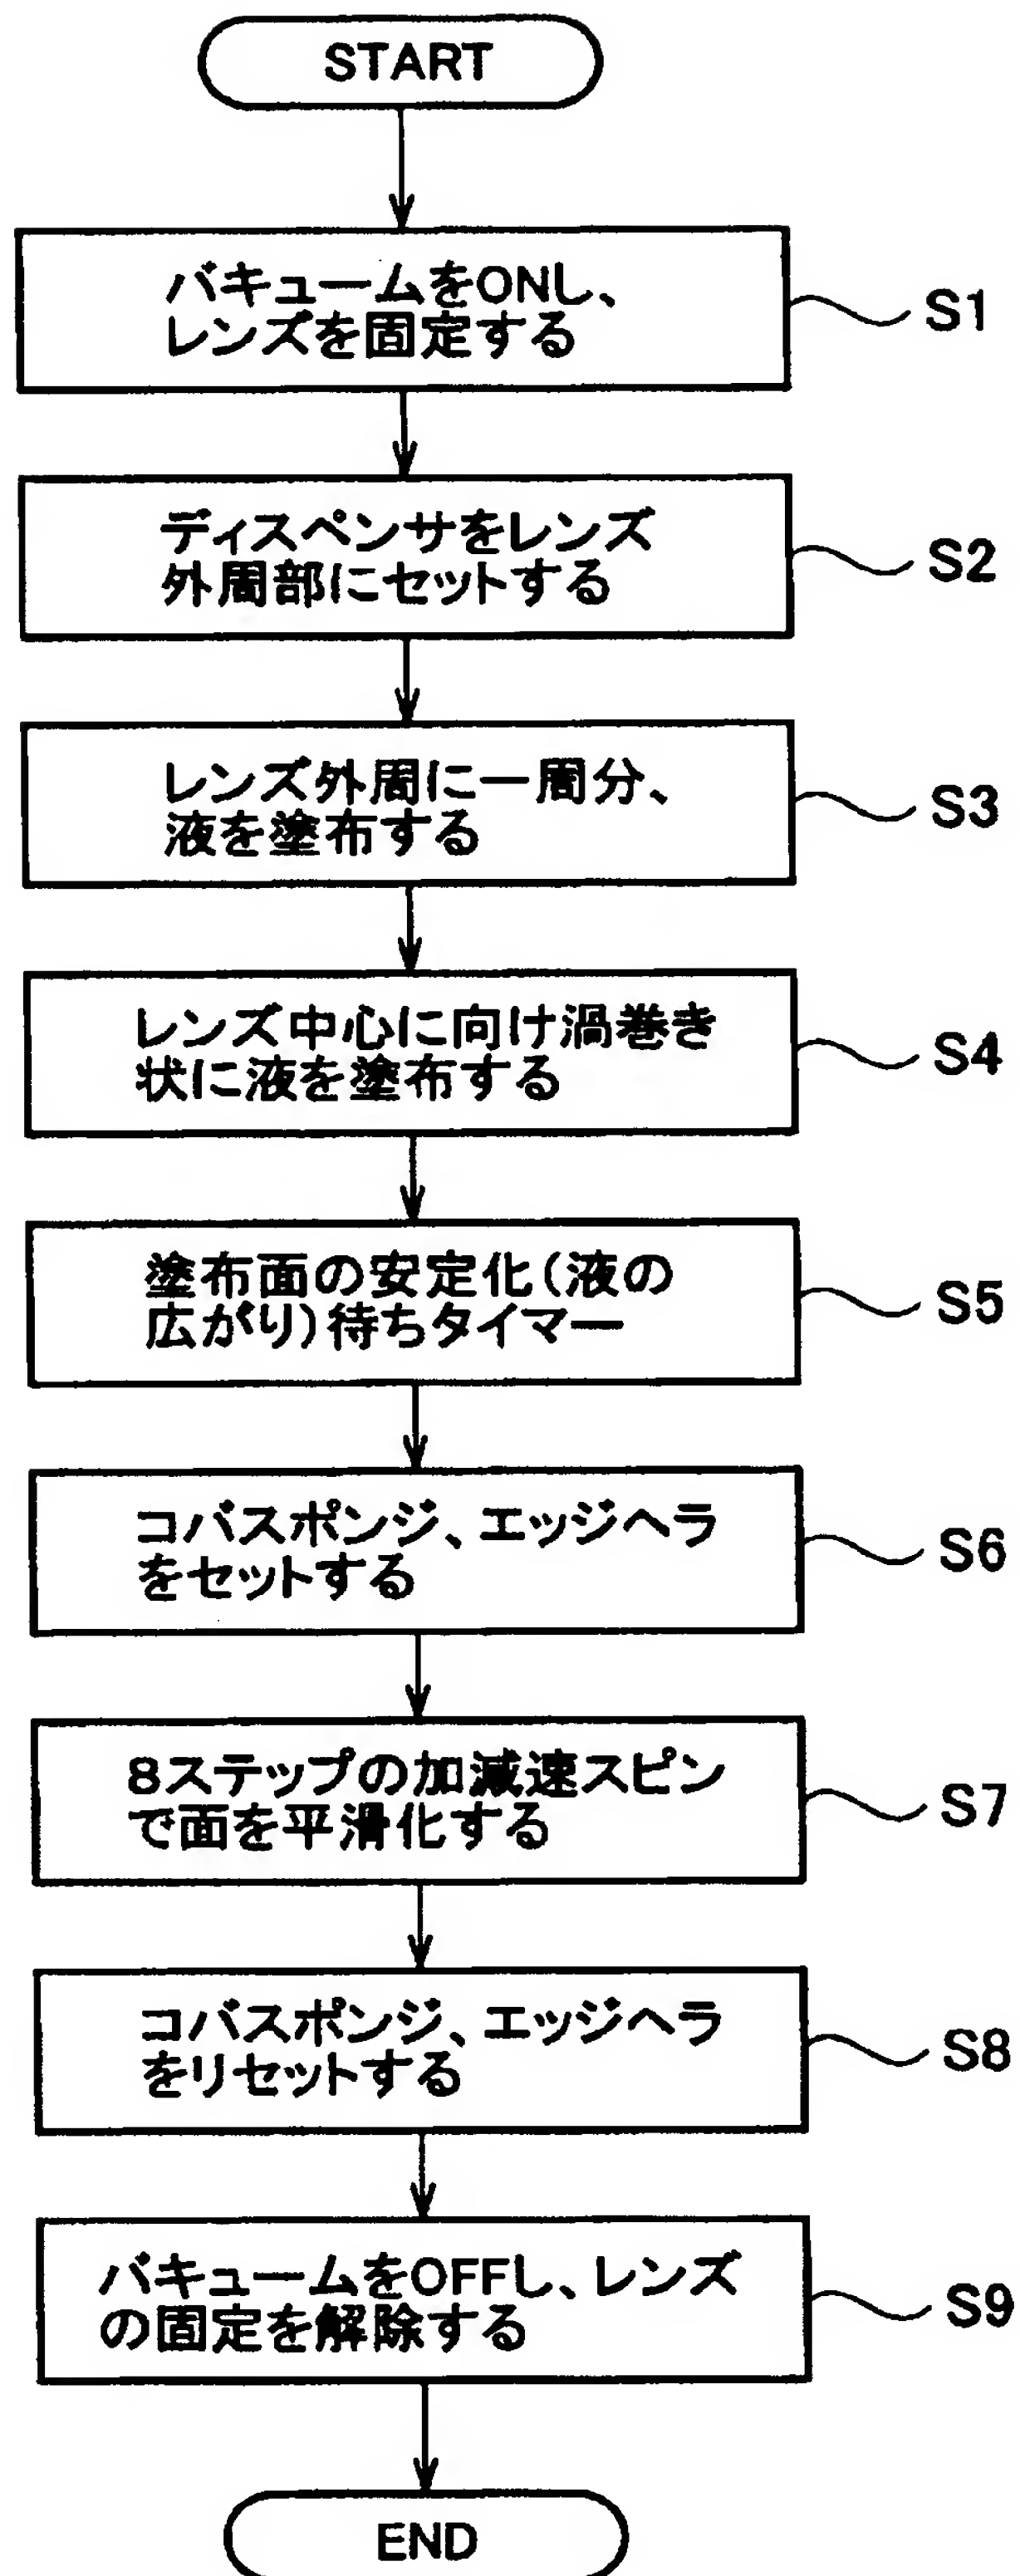 START
バキュームをONし、
レンズを固定する
S1
ディスペンサをレンズ
外周部にセットする
S2
レンズ外周に一周分、
液を塗布する
S3
レンズ中心に向け渦巻き
状に液を塗布する
S4
塗布面の安定化(液の
広がり)待ちタイマー
S5
コバスポンジ、エッジヘラ
をセットする
S6
8ステップの加減速スピン
で面を平滑化する
S7
コバスポンジ、エッジヘラ
をリセットする
S8
バキュームをOFFし、レンズ
の固定を解除する
S9
END